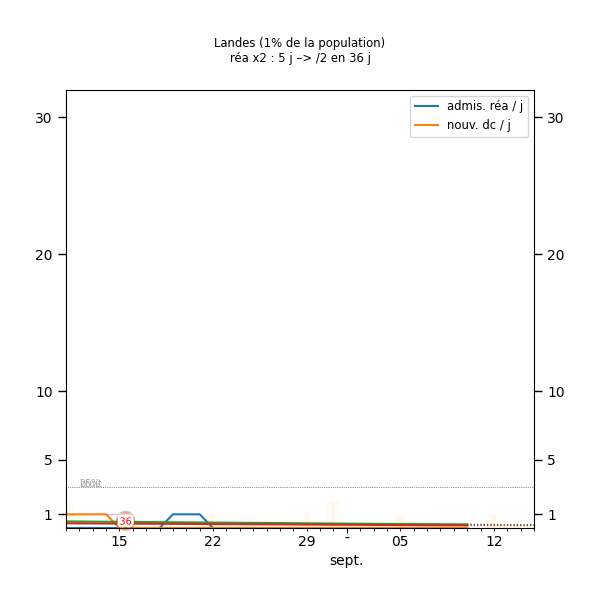 Landes (1% de la population)
réa x2 : 5 j –> /2 en 36 j
admis. réa / j
nouv. dc / j
30 30
20 20
10 10
5 5
1 1
36
15 22 29 - 05 12
sept.